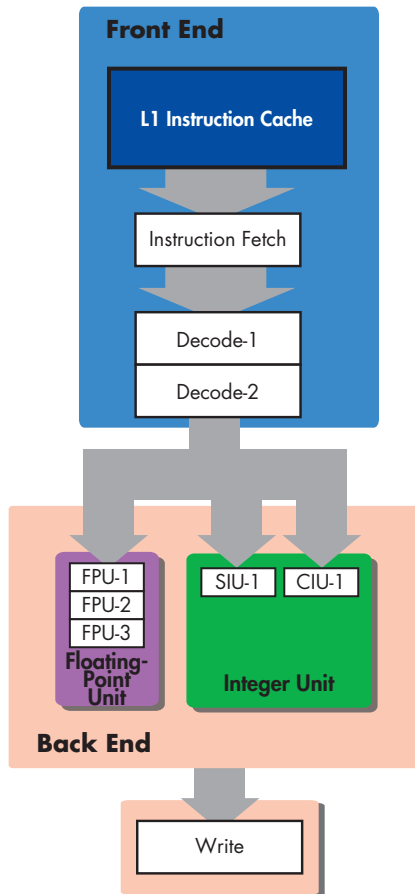 Front End
L1 Instruction Cache
Instruction Fetch
Decode-1
Decode-2
FPU-1
FPU-2
FPU-3
Floating-
Point
Unit
SIU-1
CIU-1
Integer Unit
Back End
Write